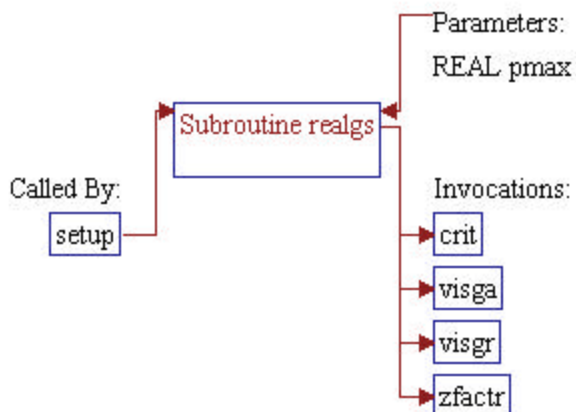 Parameters:
REAL pmax
Subroutine realgs
Called By:
setup
Invocations:
crit
visga
visgr
zfactr